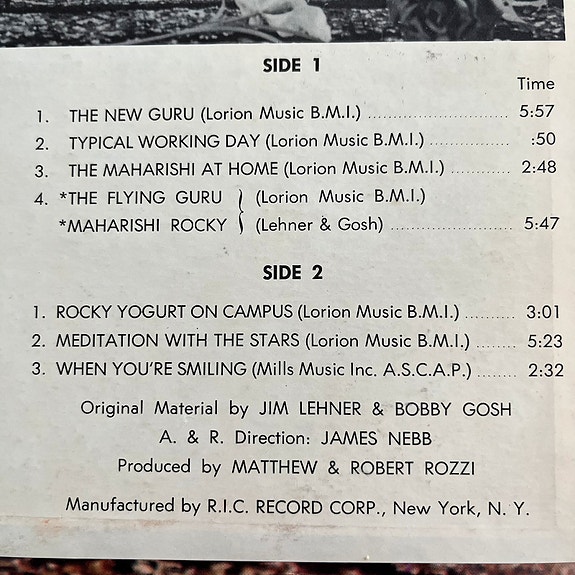 SIDE 1
Time
1. THE NEW GURU (Lorion Music B.M.I.) ........................ 5:57
2. TYPICAL WORKING DAY (Lorion Music B.M.I.) .............. :50
3. THE MAHARISHI AT HOME (Lorion Music B.M.I.) ........... 2:48
4. *THE FLYING GURU } (Lorion Music B.M.I.)
*MAHARISHI ROCKY } (Lehner & Gosh) .................... 5:47
SIDE 2
1. ROCKY YOGURT ON CAMPUS (Lorion Music B.M.I.) ......... 3:01
2. MEDITATION WITH THE STARS (Lorion Music B.M.I.) ....... 5:23
3. WHEN YOU'RE SMILING (Mills Music Inc. A.S.C.A.P.) ....... 2:32
Original Material by JIM LEHNER & BOBBY GOSH
A. & R. Direction: JAMES NEBB
Produced by MATTHEW & ROBERT ROZZI
Manufactured by R.I.C. RECORD CORP., New York, N. Y.